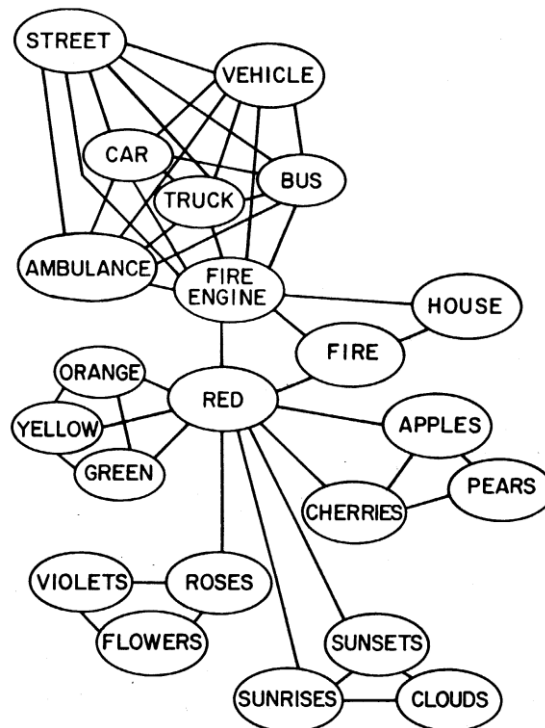 STREET
VEHICLE
CAR
TRUCK
BUS
AMBULANCE
FIRE
ENGINE
HOUSE
FIRE
ORANGE
RED
YELLOW
GREEN
APPLES
PEARS
CHERRIES
VIOLETS
ROSES
FLOWERS
SUNSETS
SUNRISES
CLOUDS